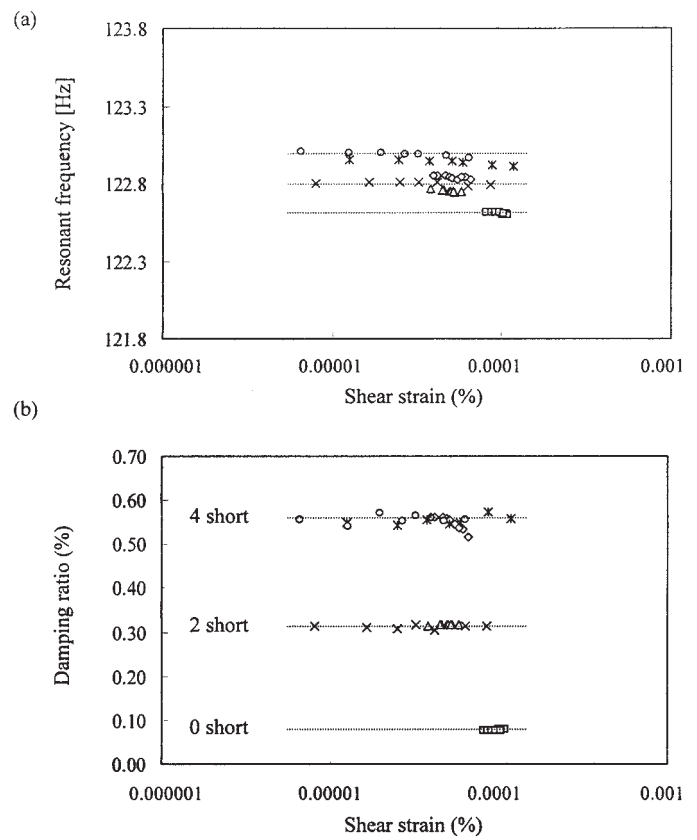 (a)
123.8
123.3
122.8
122.3
121.8
Resonant frequency [Hz]
0.000001
0.00001
0.0001
0.001
Shear strain (%)
(b)
0.70
0.60
0.50
0.40
0.30
0.20
0.10
0.00
Damping ratio (%)
4 short
2 short
0 short
0.000001
0.00001
0.0001
0.001
Shear strain (%)